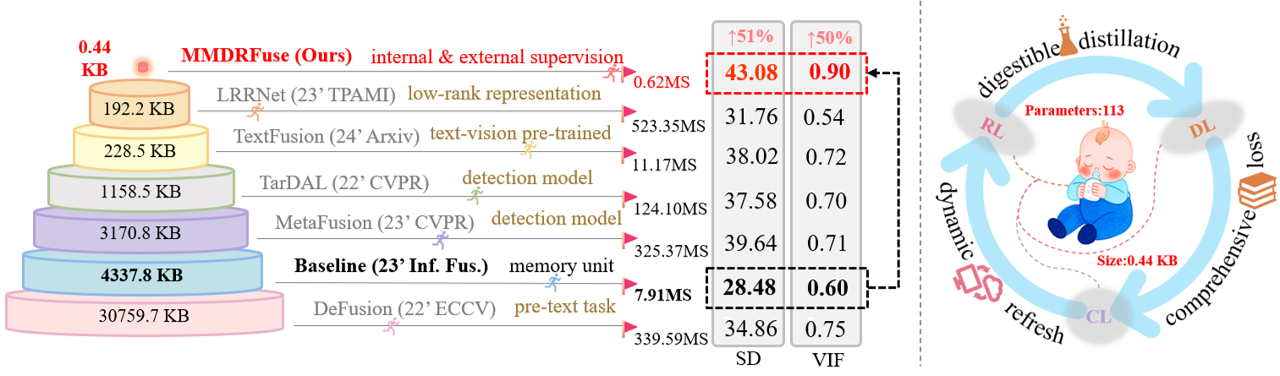 0.44 KB
MMDRFuse (Ours) internal & external supervision 0.62MS
192.2 KB LRRNet (23' TPAMI) low-rank representation 523.35MS
228.5 KB TextFusion (24' Arxiv) text-vision pre-trained 11.17MS
1158.5 KB TarDAL (22' CVPR) detection model 124.10MS
3170.8 KB MetaFusion (23' CVPR) detection model 325.37MS
4337.8 KB Baseline (23' Inf. Fus.) memory unit 7.91MS
30759.7 KB DeFusion (22' ECCV) pre-text task 339.59MS
↑51% ↑50%
43.08 0.90
31.76 0.54
38.02 0.72
37.58 0.70
39.64 0.71
28.48 0.60
34.86 0.75
SD VIF
digestible distillation
RL
Parameters:113
DL
comprehensive loss
Size:0.44 KB
CL
dynamic refresh